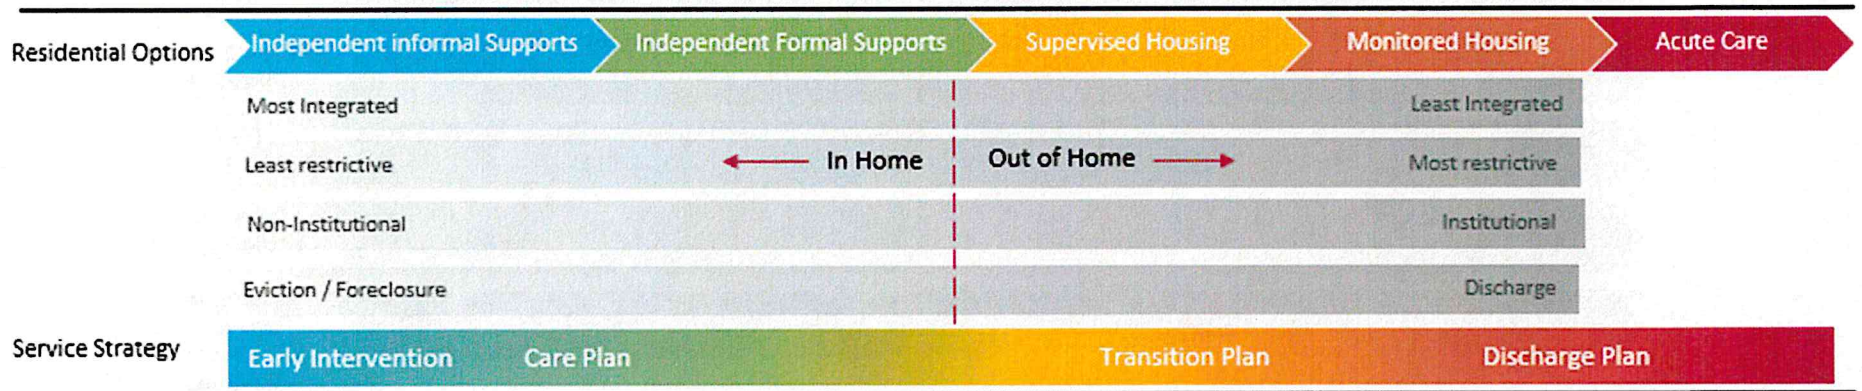 Residential Options Independent informal Supports Independent Formal Supports Supervised Housing Monitored Housing Acute Care
Most Integrated Least Integrated
Least restrictive In Home Out of Home Most restrictive
Non-Institutional Institutional
Eviction / Foreclosure Discharge
Service Strategy Early Intervention Care Plan Transition Plan Discharge Plan